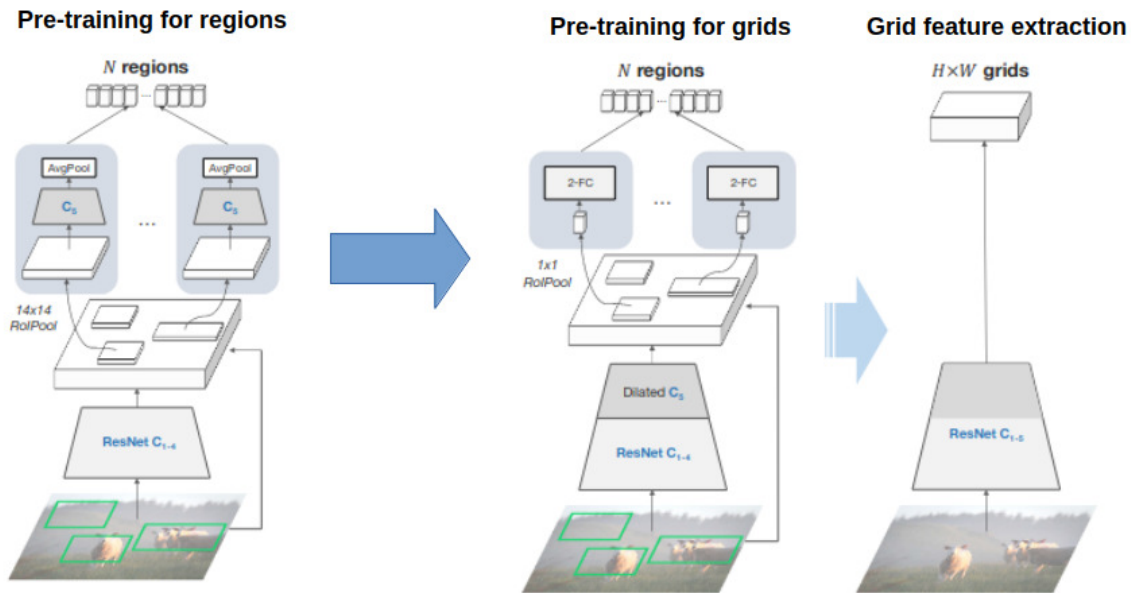 Pre-training for regions
N regions
AvgPool
AvgPool
C₅
C₅
...
14x14
RoIPool
ResNet C₁₋₄
Pre-training for grids
N regions
2-FC
2-FC
...
1x1
RoIPool
Dilated C₅
ResNet C₁₋₄
Grid feature extraction
H×W grids
ResNet C₁₋₅